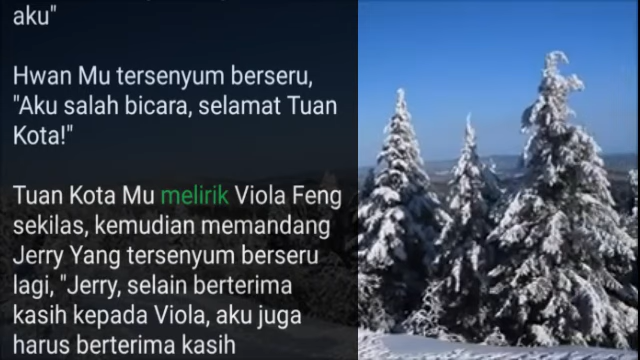 aku"
Hwan Mu tersenyum berseru,
"Aku salah bicara, selamat Tuan
Kota!"
Tuan Kota Mu melirik Viola Feng
sekilas, kemudian memandang
Jerry Yang tersenyum berseru
lagi, "Jerry, selain berterima
kasih kepada Viola, aku juga
harus berterima kasih